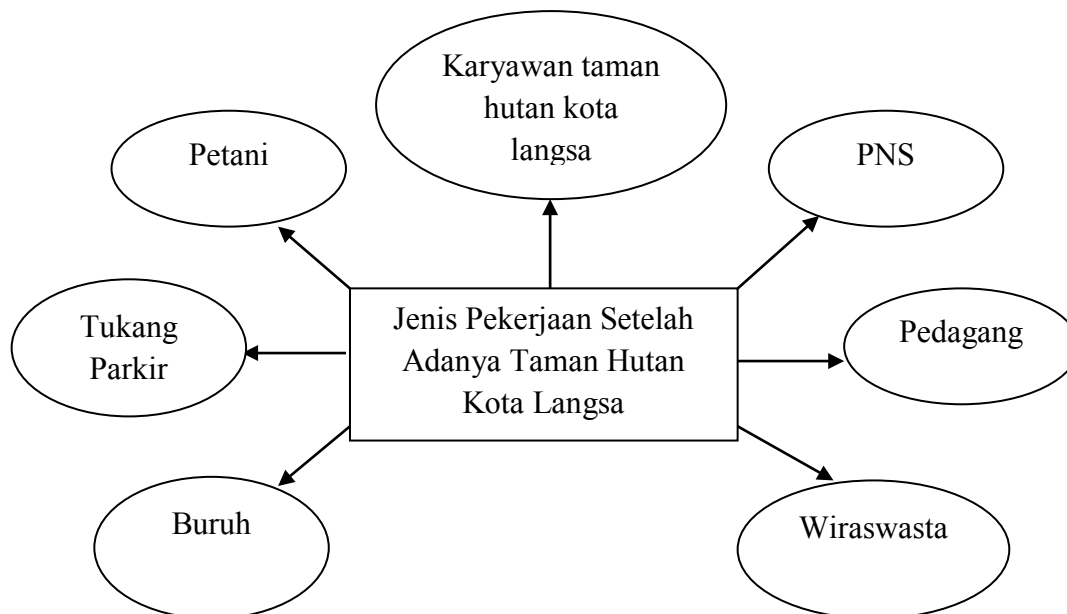 Karyawan taman
hutan kota
langsa
Petani
PNS
Jenis Pekerjaan Setelah
Adanya Taman Hutan
Kota Langsa
Tukang
Parkir
Pedagang
Buruh
Wiraswasta